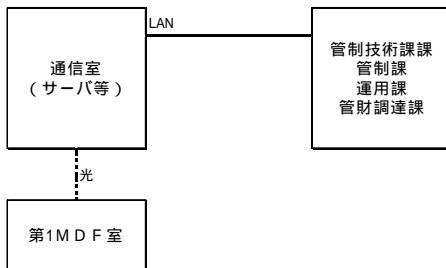 LAN
通信室
(サーバ等)
管制技術課課
管制課
運用課
管財調達課
光
第1ＭＤＦ室